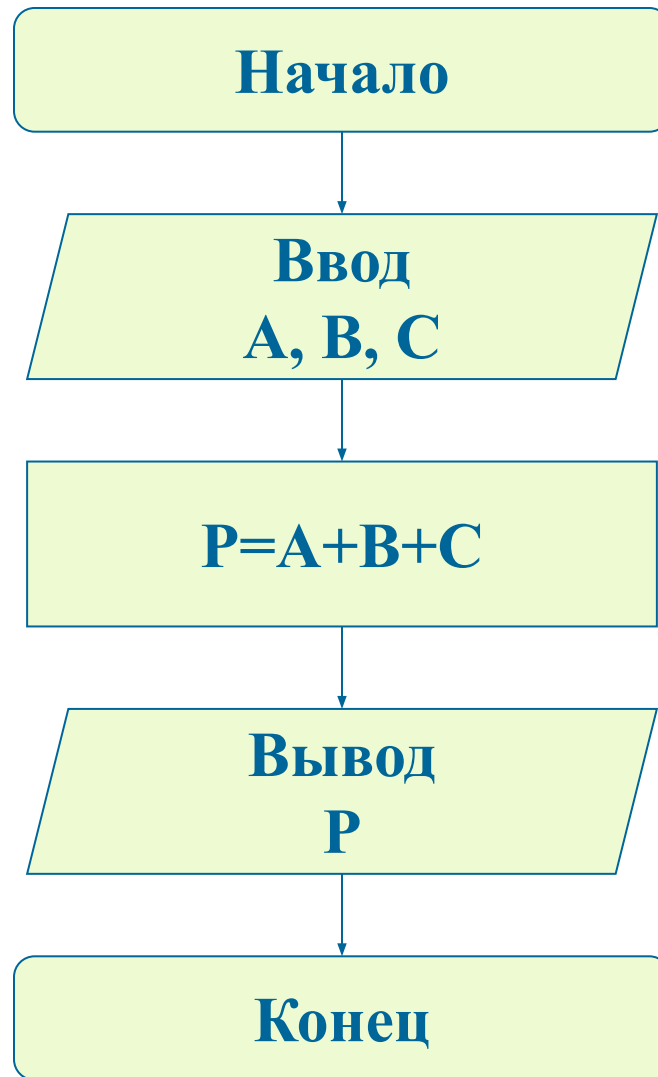 Начало
Ввод
A, B, C
P=A+B+C
Вывод
P
Конец